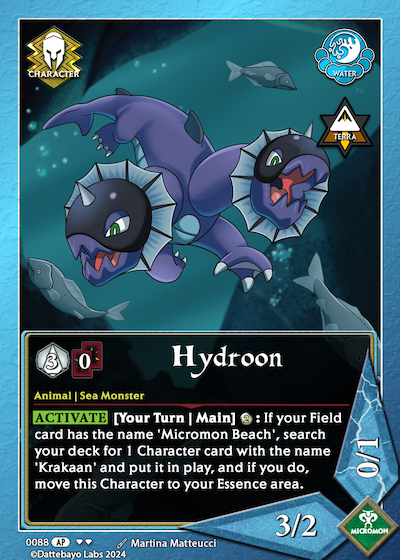 CHARACTER
WATER
TERRA
3 0 Hydroon
Animal | Sea Monster
ACTIVATE [Your Turn | Main] : If your Field
card has the name 'Micromon Beach', search
your deck for 1 Character card with the name
'Krakaan' and put it in play, and if you do,
move this Character to your Essence area.
0/1
3/2
MICROMON
0088 AP ♥♥ Martina Matteucci
©Dattebayo Labs 2024